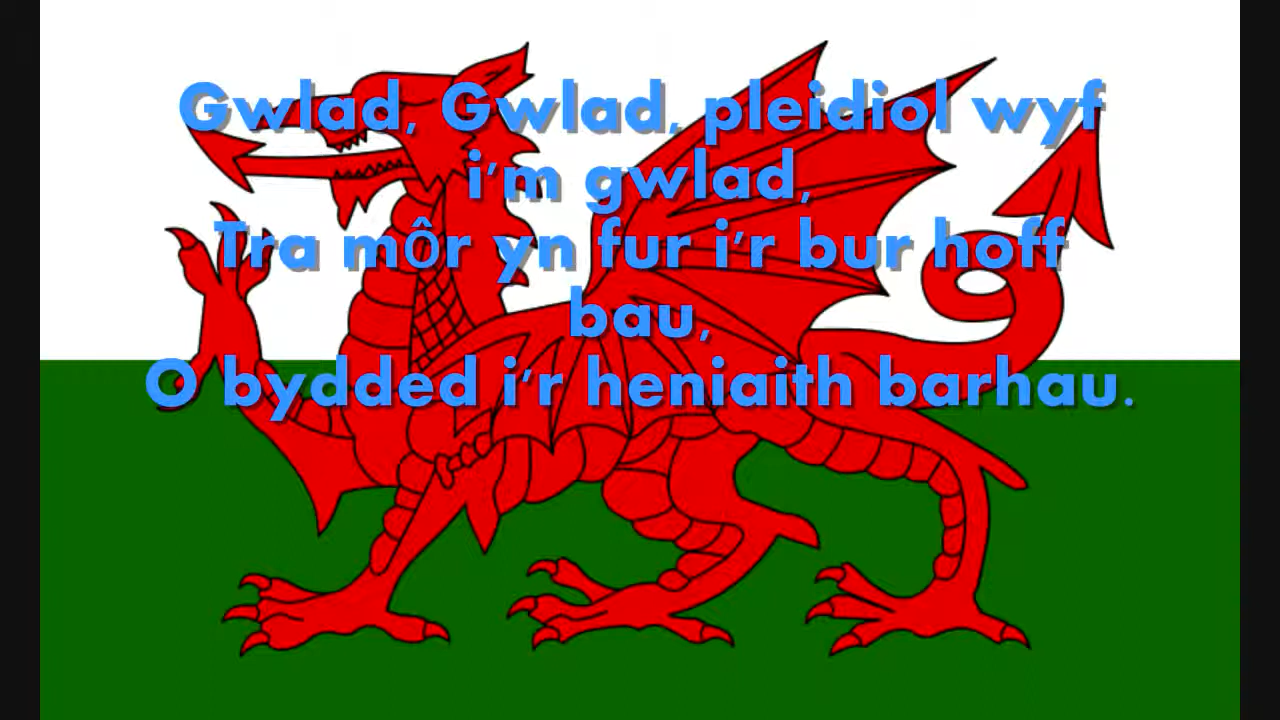 Gwlad, Gwlad, pleidiol wyf
i'm gwlad,
Tra môr yn fur i'r bur hoff
bau,
O bydded i'r heniaith barhau.